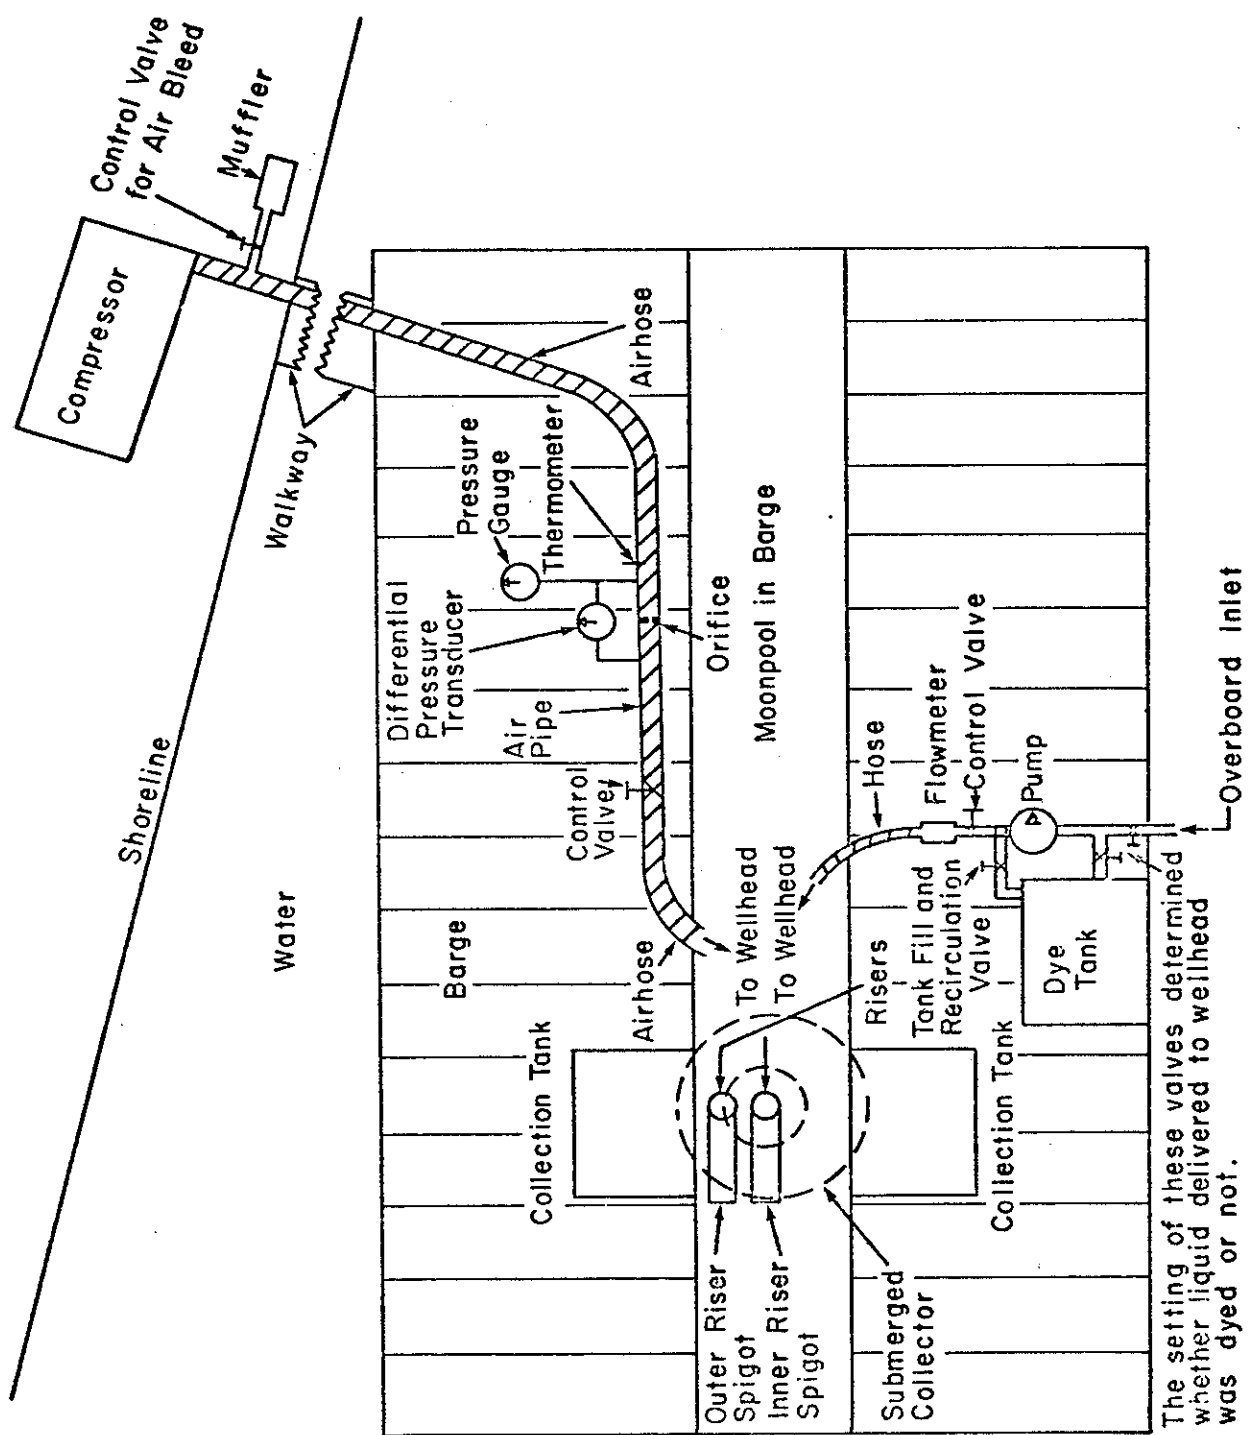 Control Valve
for Air Bleed
Muffler
Compressor
Walkway
Shoreline
Water
Barge
Airhose
Pressure
Gauge
Thermometer
Differential
Pressure
Transducer
Air
Pipe
Control
Valve
Airhose
Orifice
Moonpool in Barge
To Wellhead
To Wellhead
Hose
Flowmeter
Control Valve
Pump
Overboard Inlet
Risers
Tank Fill and
Recirculation
Valve
Dye
Tank
Collection Tank
Collection Tank
Outer Riser
Spigot
Inner Riser
Spigot
Submerged
Collector
The setting of these valves determined
whether liquid delivered to wellhead
was dyed or not.